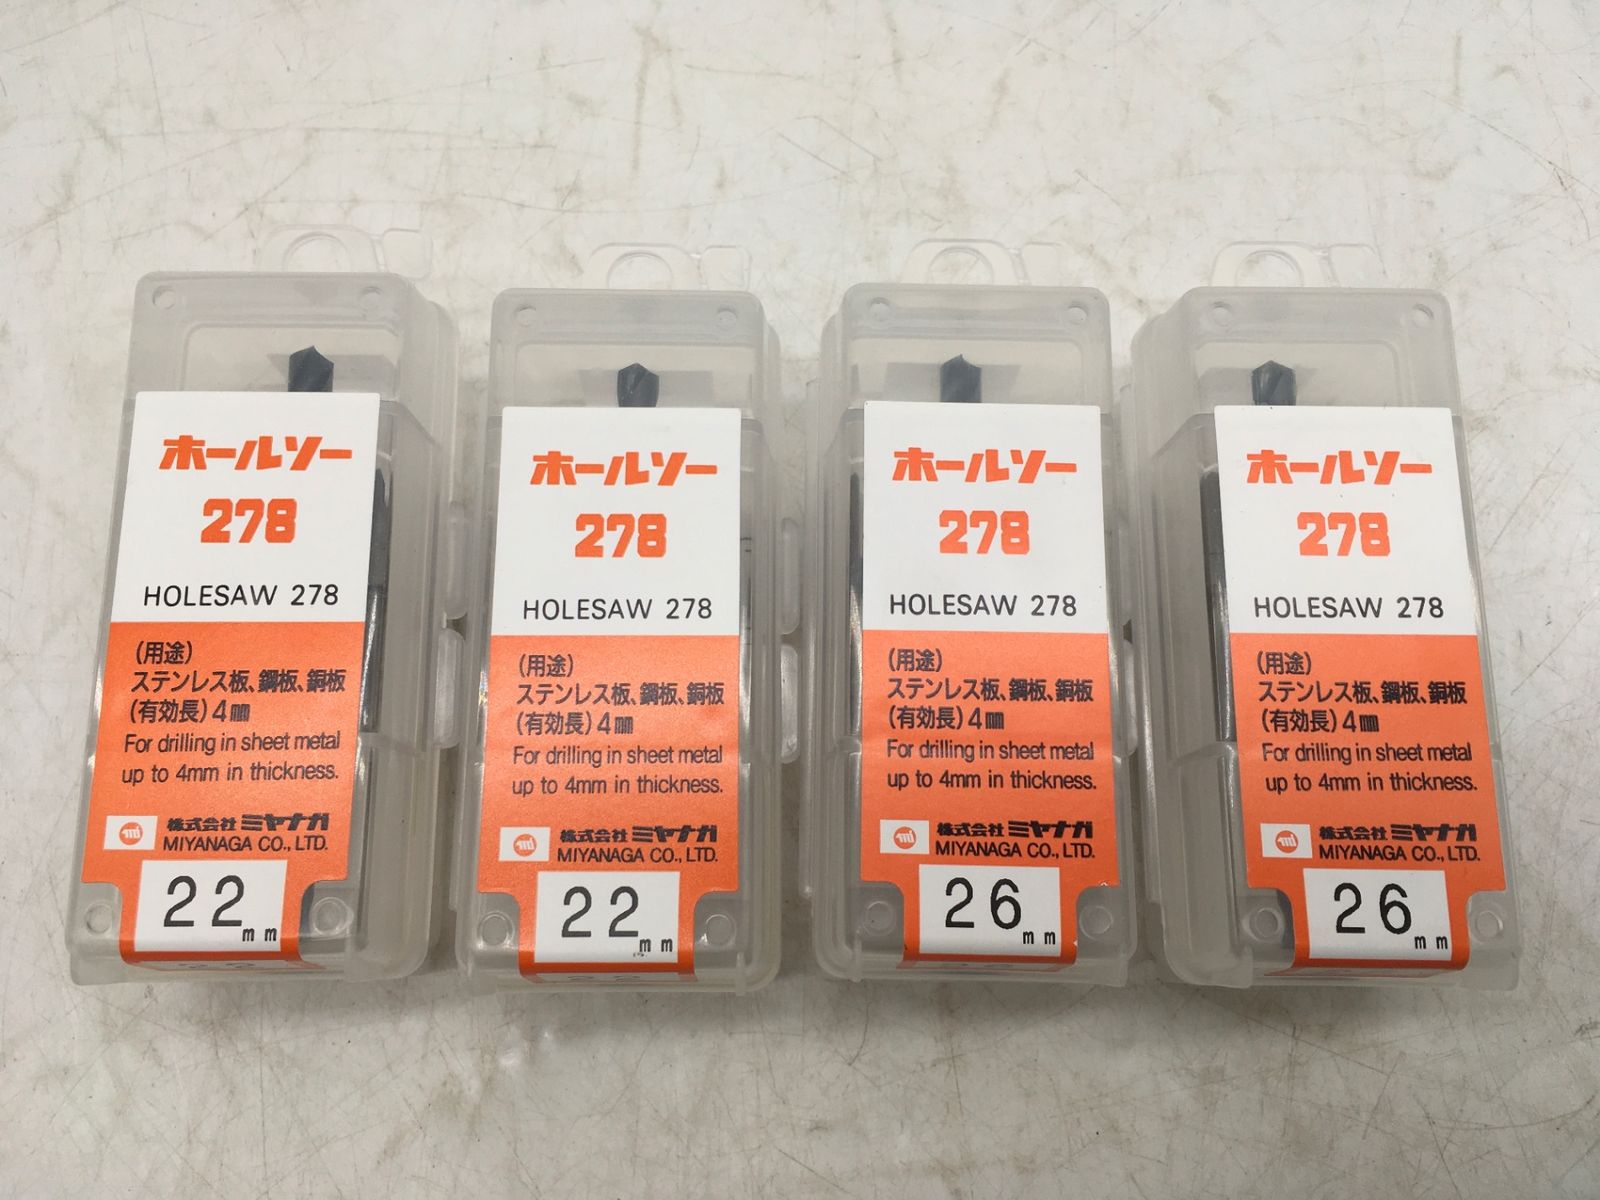 ホールソー
278
HOLESAW 278
(用途)
ステンレス板、鋼板、銅板
(有効長)4㎜
For drilling in sheet metal
up to 4mm in thickness.
株式会社 ミヤナガ
MIYANAGA CO., LTD.
22mm
ホールソー
278
HOLESAW 278
(用途)
ステンレス板、鋼板、銅板
(有効長)4㎜
For drilling in sheet metal
up to 4mm in thickness.
株式会社 ミヤナガ
MIYANAGA CO., LTD.
22mm
ホールソー
278
HOLESAW 278
(用途)
ステンレス板、鋼板、銅板
(有効長)4㎜
For drilling in sheet metal
up to 4mm in thickness.
株式会社 ミヤナガ
MIYANAGA CO., LTD.
26mm
ホールソー
278
HOLESAW 278
(用途)
ステンレス板、鋼板、銅板
(有効長)4㎜
For drilling in sheet metal
up to 4mm in thickness.
株式会社 ミヤナガ
MIYANAGA CO., LTD.
26mm